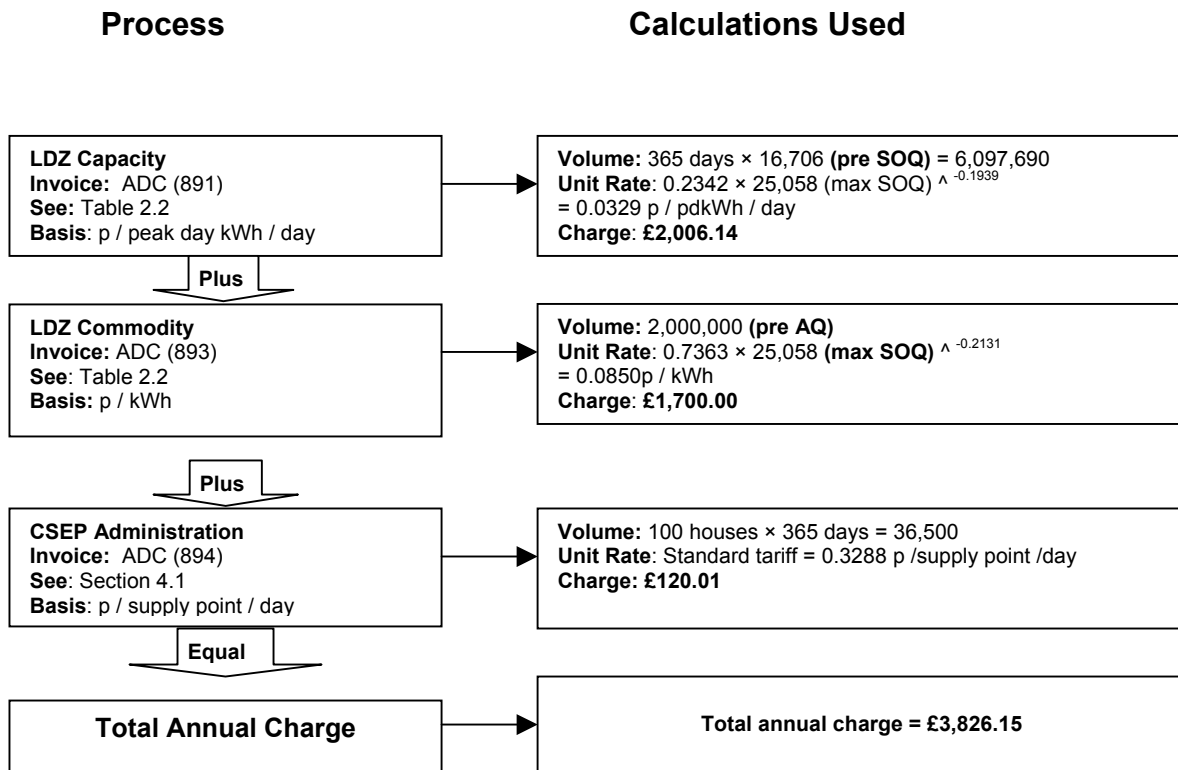 Process
Calculations Used
LDZ Capacity
Invoice: ADC (891)
See: Table 2.2
Basis: p / peak day kWh / day
Volume: 365 days × 16,706 (pre SOQ) = 6,097,690
Unit Rate: 0.2342 × 25,058 (max SOQ) ^ -0.1939
= 0.0329 p / pdkWh / day
Charge: £2,006.14
Plus
LDZ Commodity
Invoice: ADC (893)
See: Table 2.2
Basis: p / kWh
Volume: 2,000,000 (pre AQ)
Unit Rate: 0.7363 × 25,058 (max SOQ) ^ -0.2131
= 0.0850p / kWh
Charge: £1,700.00
Plus
CSEP Administration
Invoice: ADC (894)
See: Section 4.1
Basis: p / supply point / day
Volume: 100 houses × 365 days = 36,500
Unit Rate: Standard tariff = 0.3288 p /supply point /day
Charge: £120.01
Equal
Total Annual Charge
Total annual charge = £3,826.15